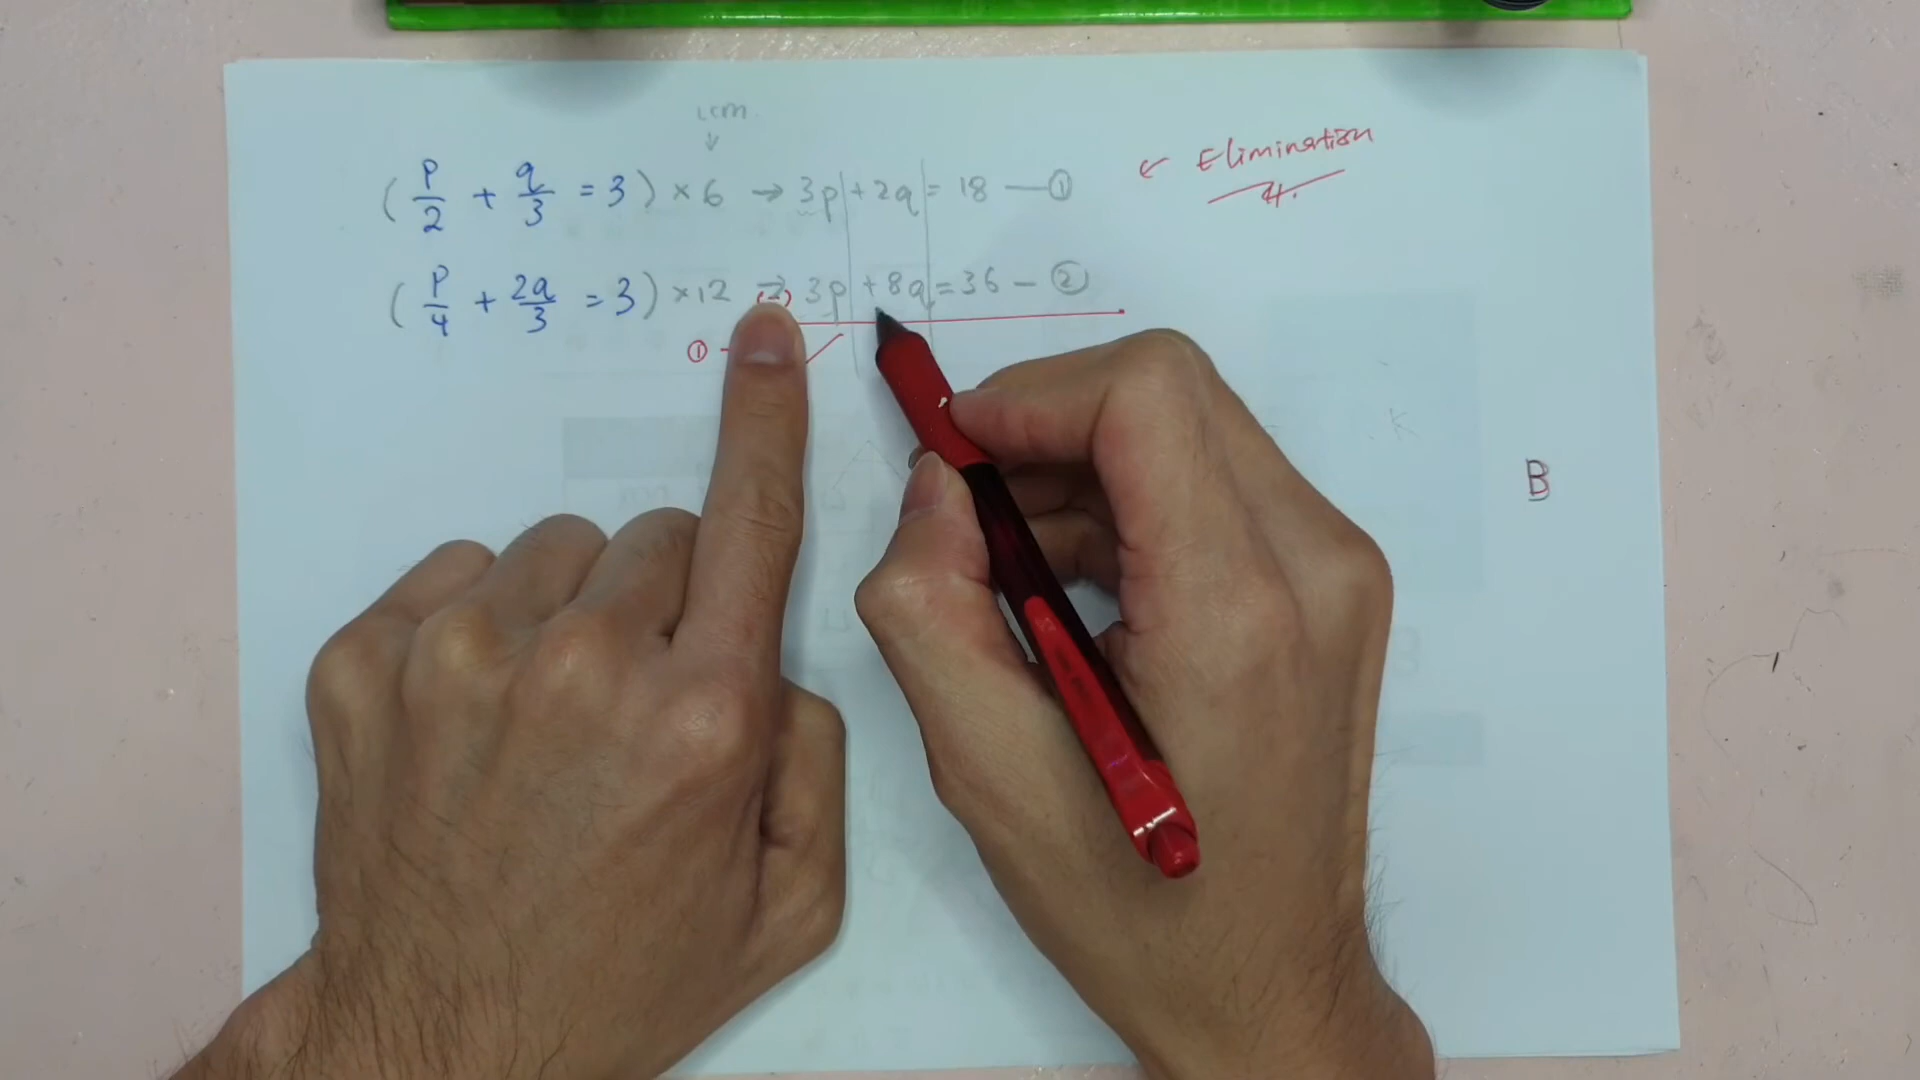 lcm.
↓
(p/2 + q/3 = 3) × 6 → 3p + 2q = 18 — ①
← Elimination
(p/4 + 2q/3 = 3) × 12 → 3p + 8q = 36 — ②
(-)
① -
B